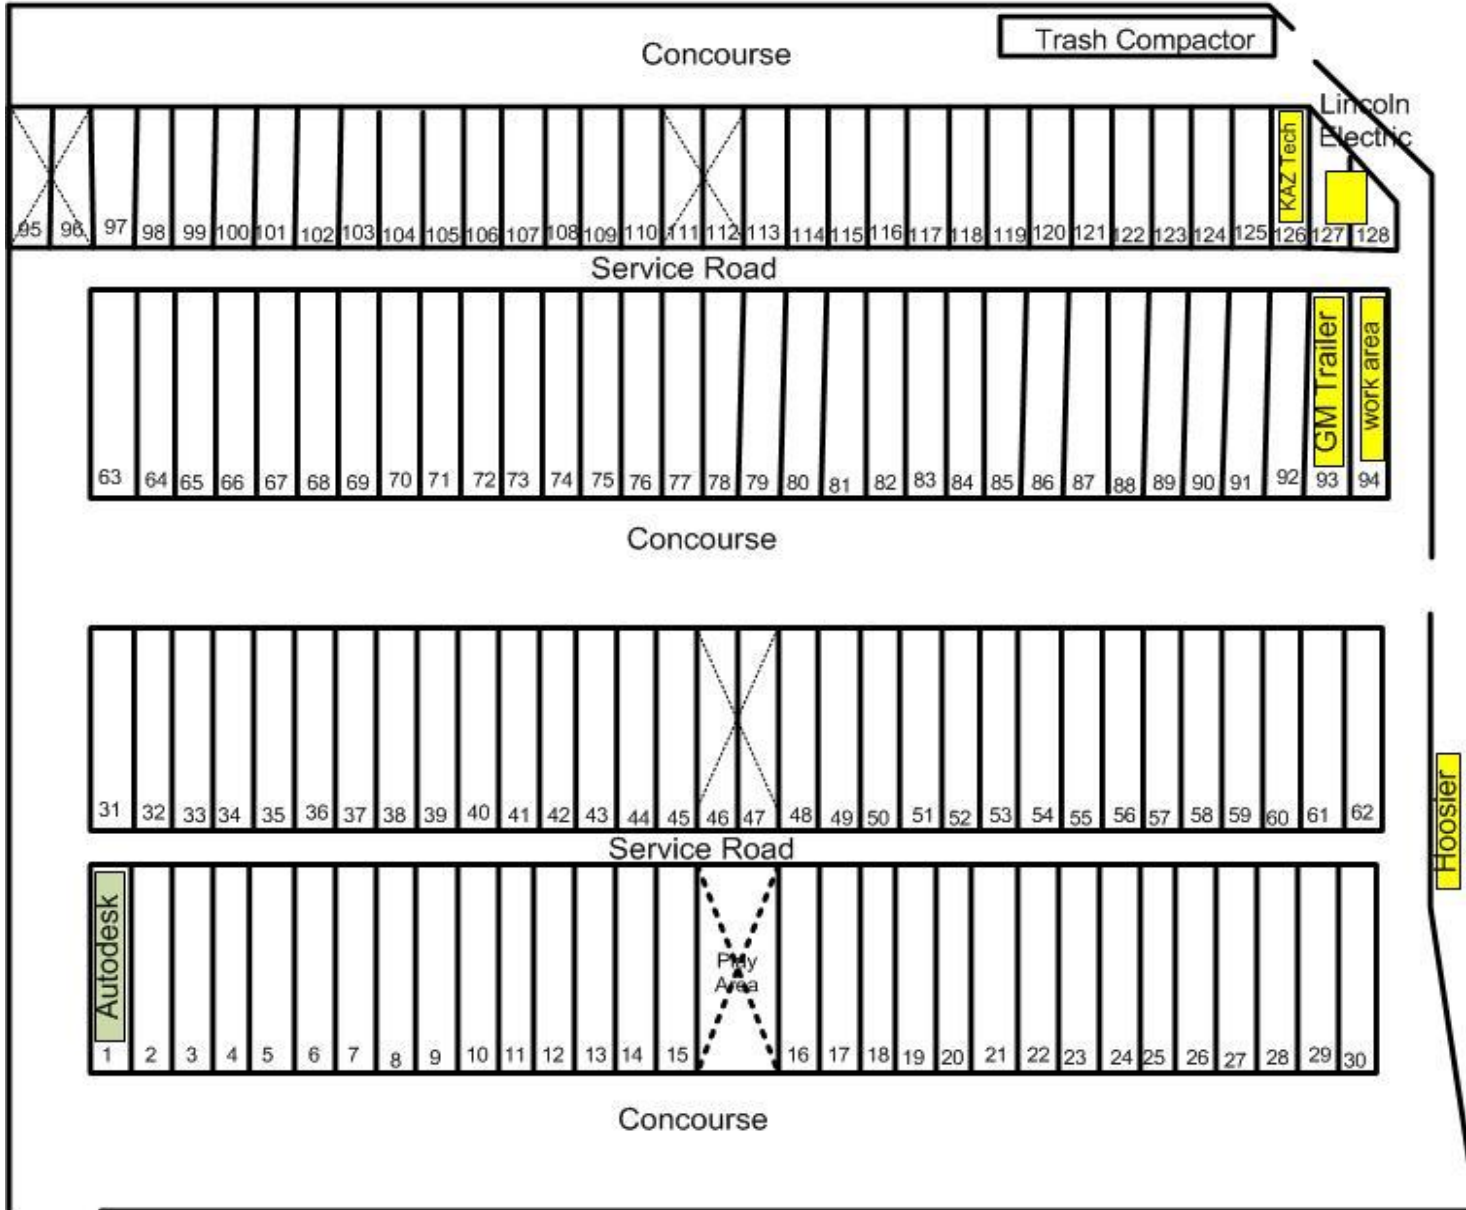 Concourse
Trash Compactor
Lincoln
Electric
KAZ Tech
95 96 97 98 99 100 101 102 103 104 105 106 107 108 109 110 111 112 113 114 115 116 117 118 119 120 121 122 123 124 125 126 127 128
Service Road
GM Trailer
work area
63 64 65 66 67 68 69 70 71 72 73 74 75 76 77 78 79 80 81 82 83 84 85 86 87 88 89 90 91 92 93 94
Concourse
31 32 33 34 35 36 37 38 39 40 41 42 43 44 45 46 47 48 49 50 51 52 53 54 55 56 57 58 59 60 61 62
Hoosier
Service Road
Autodesk
Play
Area
1 2 3 4 5 6 7 8 9 10 11 12 13 14 15 16 17 18 19 20 21 22 23 24 25 26 27 28 29 30
Concourse